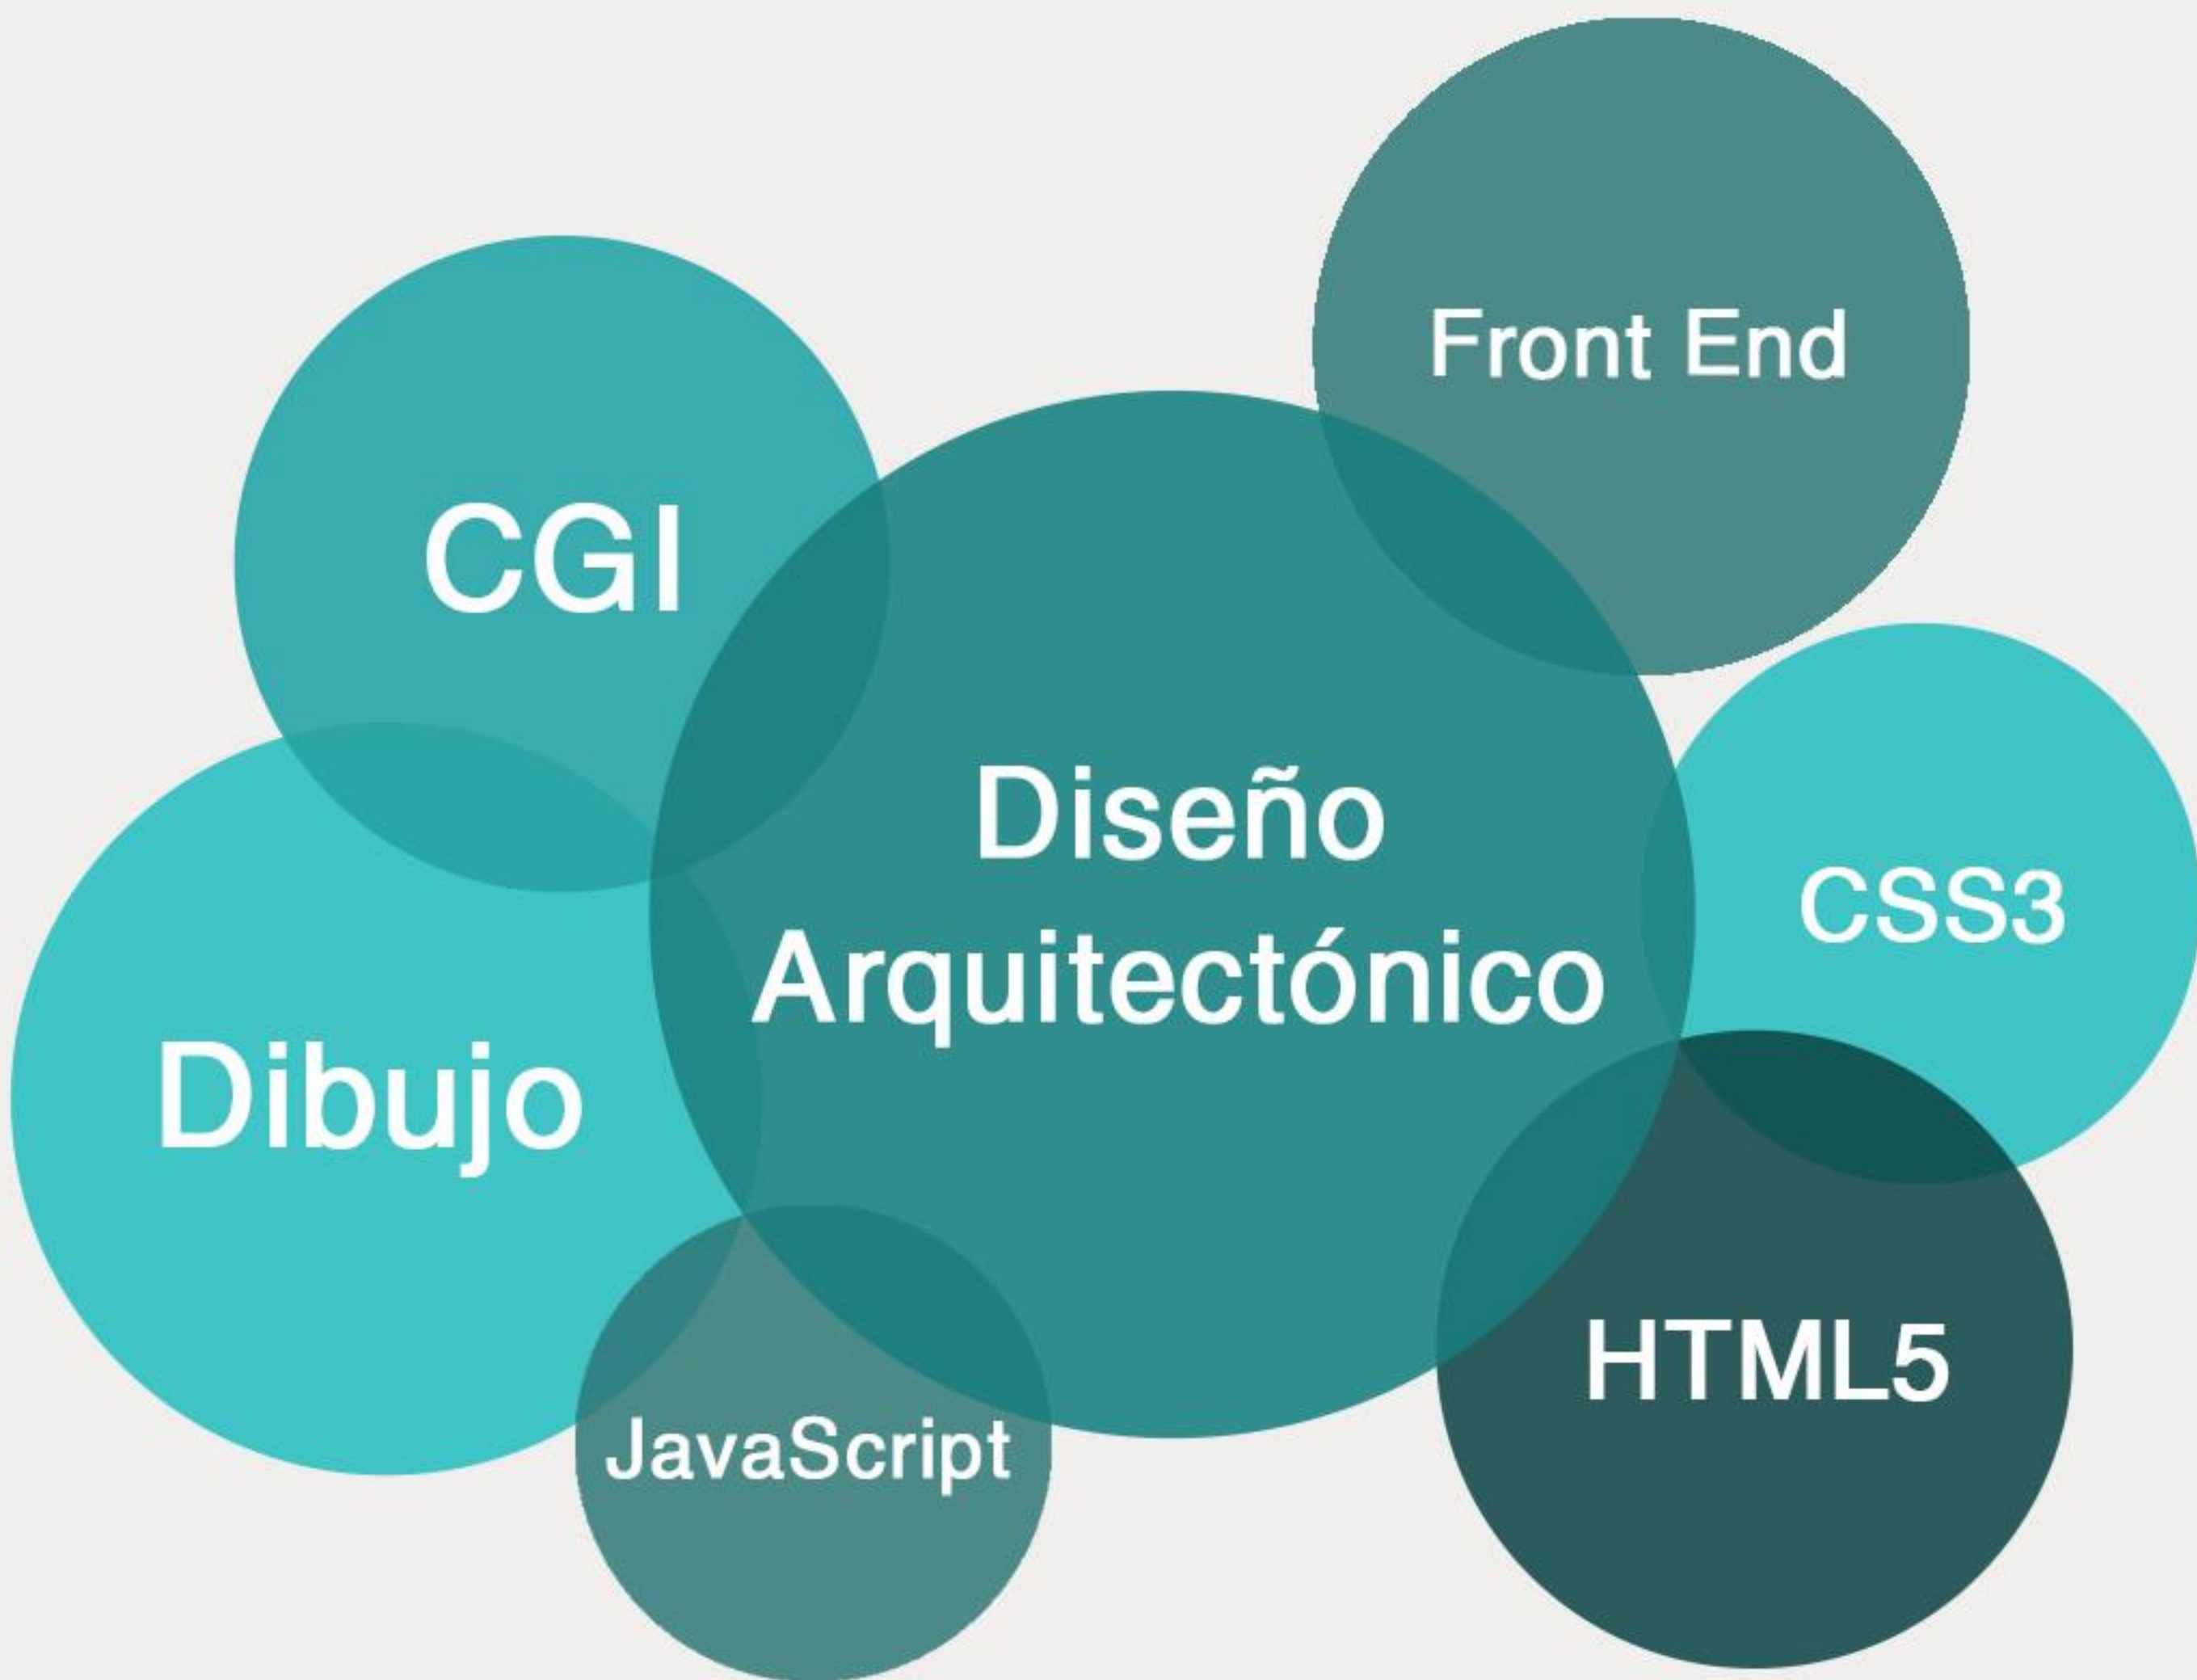 Front End
CGI
Diseño
Arquitectónico
CSS3
Dibujo
HTML5
JavaScript